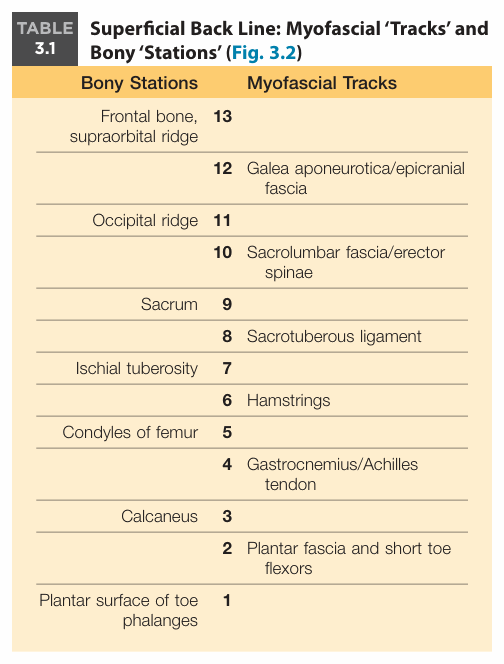 TABLE
3.1
Superficial Back Line: Myofascial ‘Tracks’ and
Bony ‘Stations’ (Fig. 3.2)
Bony Stations Myofascial Tracks
Frontal bone, 13
supraorbital ridge
12 Galea aponeurotica/epicranial
fascia
Occipital ridge 11
10 Sacrolumbar fascia/erector
spinae
Sacrum 9
8 Sacrotuberous ligament
Ischial tuberosity 7
6 Hamstrings
Condyles of femur 5
4 Gastrocnemius/Achilles
tendon
Calcaneus 3
2 Plantar fascia and short toe
flexors
Plantar surface of toe 1
phalanges